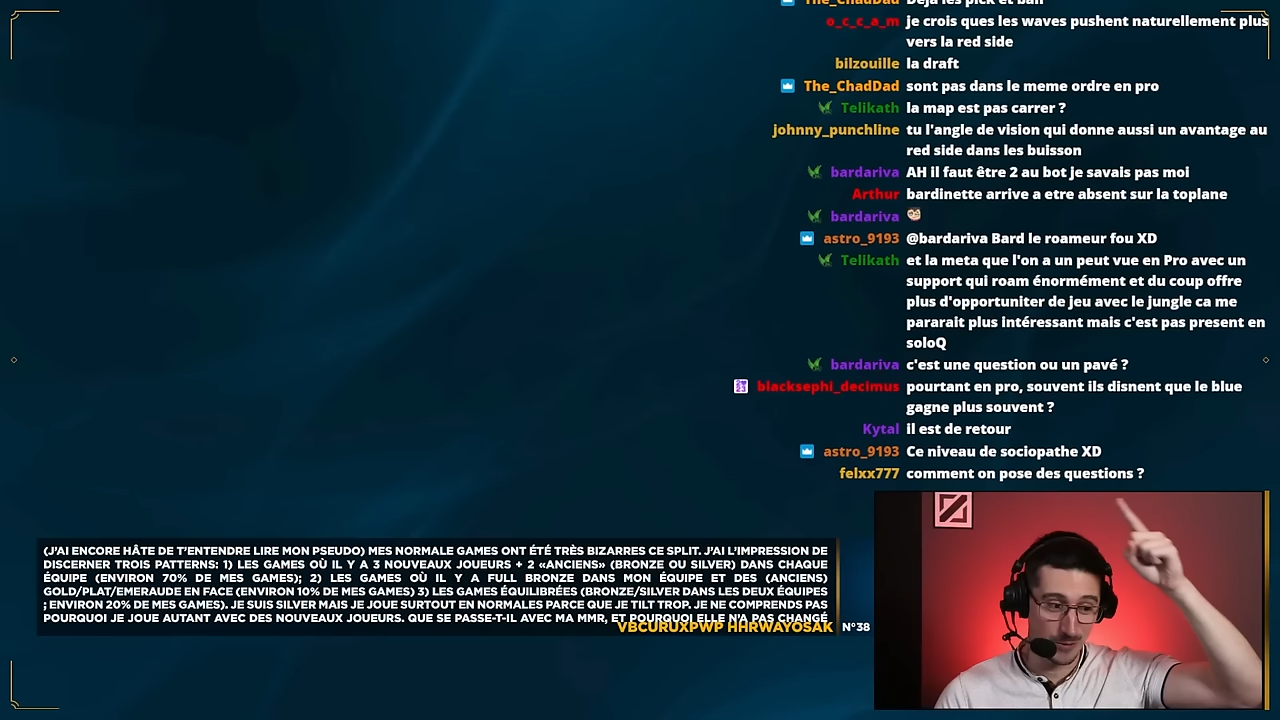 The_ChadDad Déjà les pick et ban
o_c_c_a_m je crois ques les waves pushent naturellement plus
vers la red side
bilzouille la draft
The_ChadDad sont pas dans le meme ordre en pro
Telikath la map est pas carrer ?
johnny_punchline tu l'angle de vision qui donne aussi un avantage au
red side dans les buisson
bardariva AH il faut être 2 au bot je savais pas moi
Arthur bardinette arrive a etre absent sur la toplane
bardariva
astro_9193 @bardariva Bard le roameur fou XD
Telikath et la meta que l'on a un peut vue en Pro avec un
support qui roam énormément et du coup offre
plus d'opportuniter de jeu avec le jungle ca me
pararait plus intéressant mais c'est pas present en
soloQ
bardariva c'est une question ou un pavé ?
blacksephi_decimus pourtant en pro, souvent ils disnent que le blue
gagne plus souvent ?
Kytal il est de retour
astro_9193 Ce niveau de sociopathe XD
felxx777 comment on pose des questions ?
(J'AI ENCORE HÂTE DE T'ENTENDRE LIRE MON PSEUDO) MES NORMALE GAMES ONT ÉTÉ TRÈS BIZARRES CE SPLIT. J'AI L'IMPRESSION DE
DISCERNER TROIS PATTERNS: 1) LES GAMES OÙ IL Y A 3 NOUVEAUX JOUEURS + 2 «ANCIENS» (BRONZE OU SILVER) DANS CHAQUE
ÉQUIPE (ENVIRON 70% DE MES GAMES); 2) LES GAMES OÙ IL Y A FULL BRONZE DANS MON ÉQUIPE ET DES (ANCIENS)
GOLD/PLAT/EMERAUDE EN FACE (ENVIRON 10% DE MES GAMES) 3) LES GAMES ÉQUILIBRÉES (BRONZE/SILVER DANS LES DEUX ÉQUIPES
; ENVIRON 20% DE MES GAMES). JE SUIS SILVER MAIS JE JOUE SURTOUT EN NORMALES PARCE QUE JE TILT TROP. JE NE COMPRENDS PAS
POURQUOI JE JOUE AUTANT AVEC DES NOUVEAUX JOUEURS. QUE SE PASSE-T-IL AVEC MA MMR, ET POURQUOI ELLE N'A PAS CHANGÉ
VBCURUXPWP HHRWAYOSAK N°38